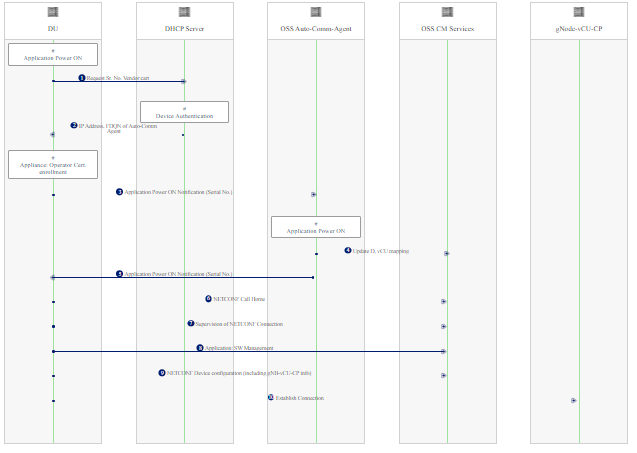 DU
DHCP Server
OSS Auto-Comm-Agent
OSS CM Services
gNode-vCU-CP
Application Power ON
1 Request Sr. No. Vendor cert
Device Authentication
2 IP Address, FDQN of Auto-Comm
Agent
Appliance: Operator Cert.
enrollment
3 Application Power ON Notification (Serial No.)
Application Power ON
4 Update D, vCU mapping
5 Application Power ON Notification (Serial No.)
6 NETCONF Call Home
7 Supervision of NETCONF Connection
8 Application: SW Management
9 NETCONF Device configuration (including gNB-vCU-CP info)
Establish Connection